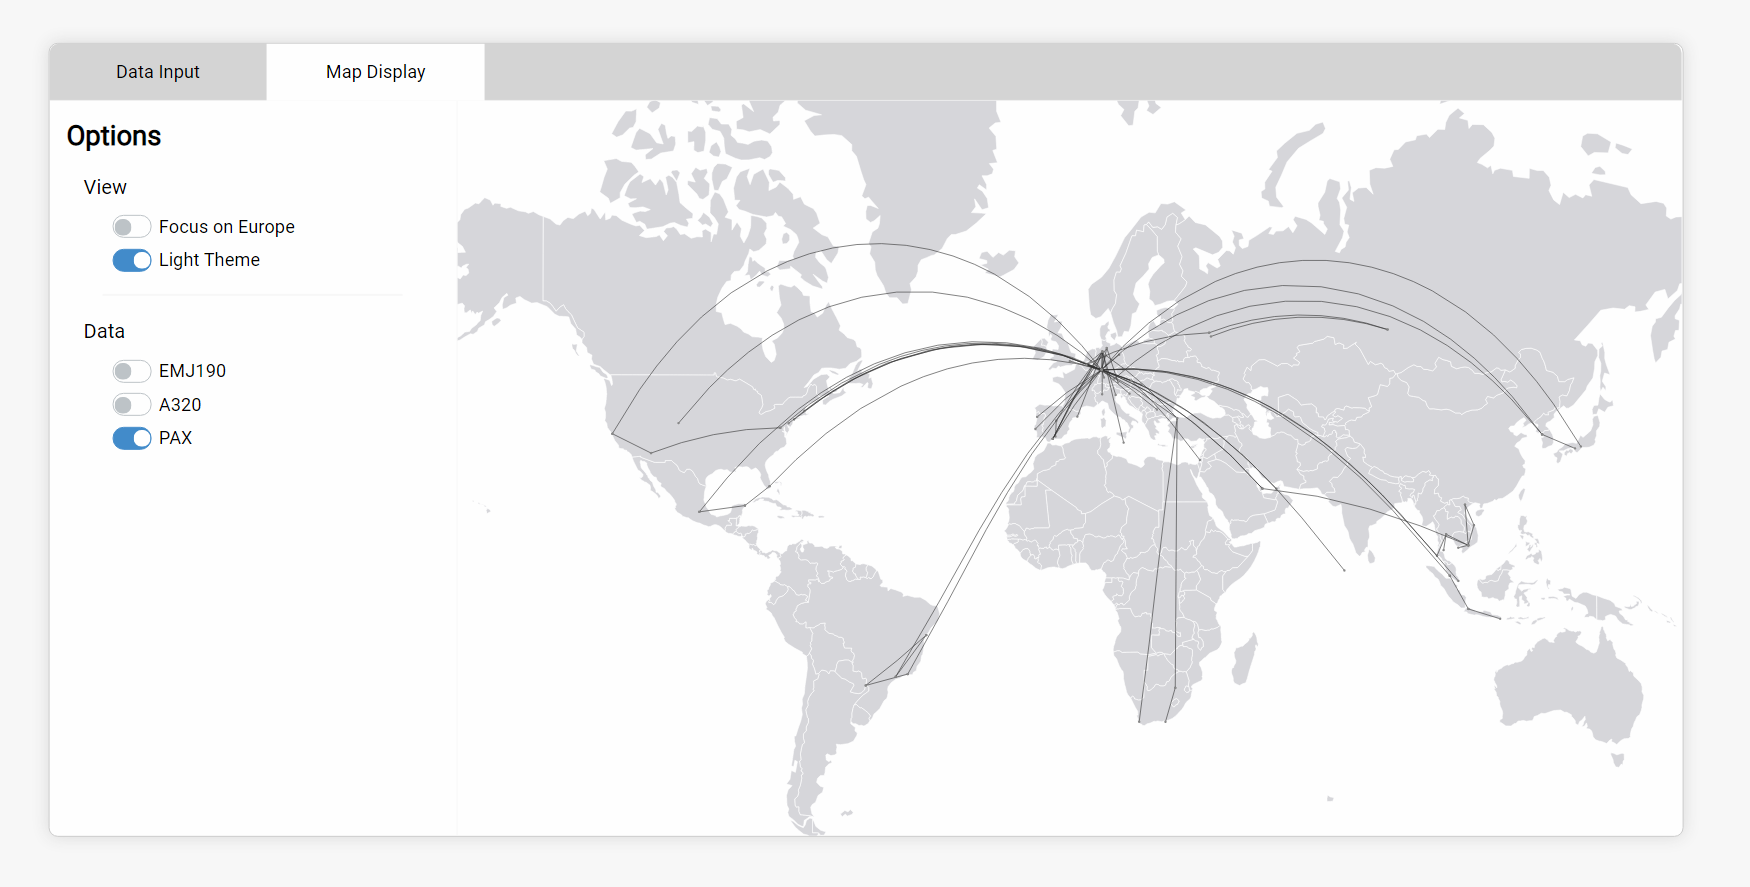 Data Input
Map Display
Options
View
Focus on Europe
Light Theme
Data
EMJ190
A320
PAX